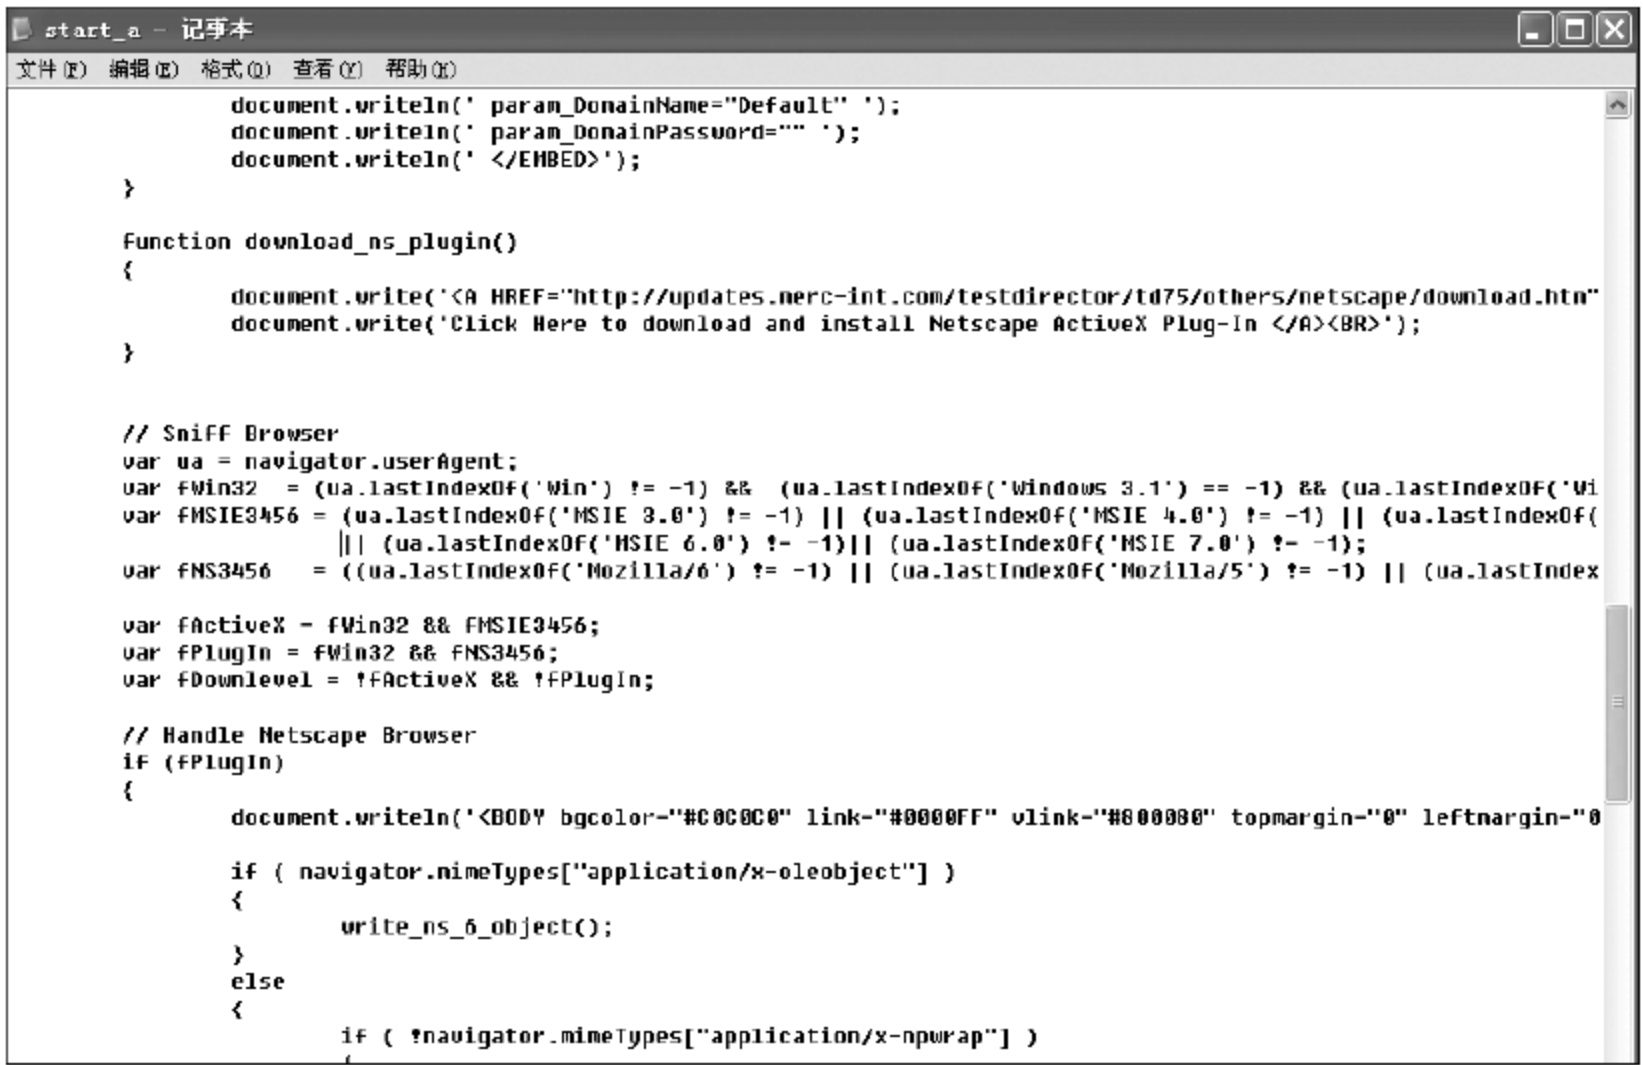 start_a - 记事本
文件(F) 编辑(E) 格式(O) 查看(V) 帮助(H)
document.writeln(' param_DomainName="Default" ');
document.writeln(' param_DomainPassword="" ');
document.writeln(' </EMBED>');
}
function download_ns_plugin()
{
document.write('<A HREF="http://updates.merc-int.com/testdirector/td75/others/netscape/download.htm"
document.write('Click Here to download and install Netscape ActiveX Plug-In </A><BR>');
}
// Sniff Browser
var ua = navigator.userAgent;
var fWin32  = (ua.lastIndexOf('Win') != -1) &&  (ua.lastIndexOf('Windows 3.1') == -1) && (ua.lastIndexOf('Wi
var fMSIE3456 = (ua.lastIndexOf('MSIE 3.0') != -1) || (ua.lastIndexOf('MSIE 4.0') != -1) || (ua.lastIndexOf(
|| (ua.lastIndexOf('MSIE 6.0') != -1)|| (ua.lastIndexOf('MSIE 7.0') != -1);
var fNS3456   = ((ua.lastIndexOf('Mozilla/6') != -1) || (ua.lastIndexOf('Mozilla/5') != -1) || (ua.lastIndex
var fActiveX = fWin32 && fMSIE3456;
var fPlugIn = fWin32 && fNS3456;
var fDownlevel = !fActiveX && !fPlugIn;
// Handle Netscape Browser
if (fPlugIn)
{
document.writeln('<BODY bgcolor="#C0C0C0" link="#0000FF" vlink="#800080" topmargin="0" leftmargin="0
if ( navigator.mimeTypes["application/x-oleobject"] )
{
write_ns_6_object();
}
else
{
if ( !navigator.mimeTypes["application/x-npwrap"] )